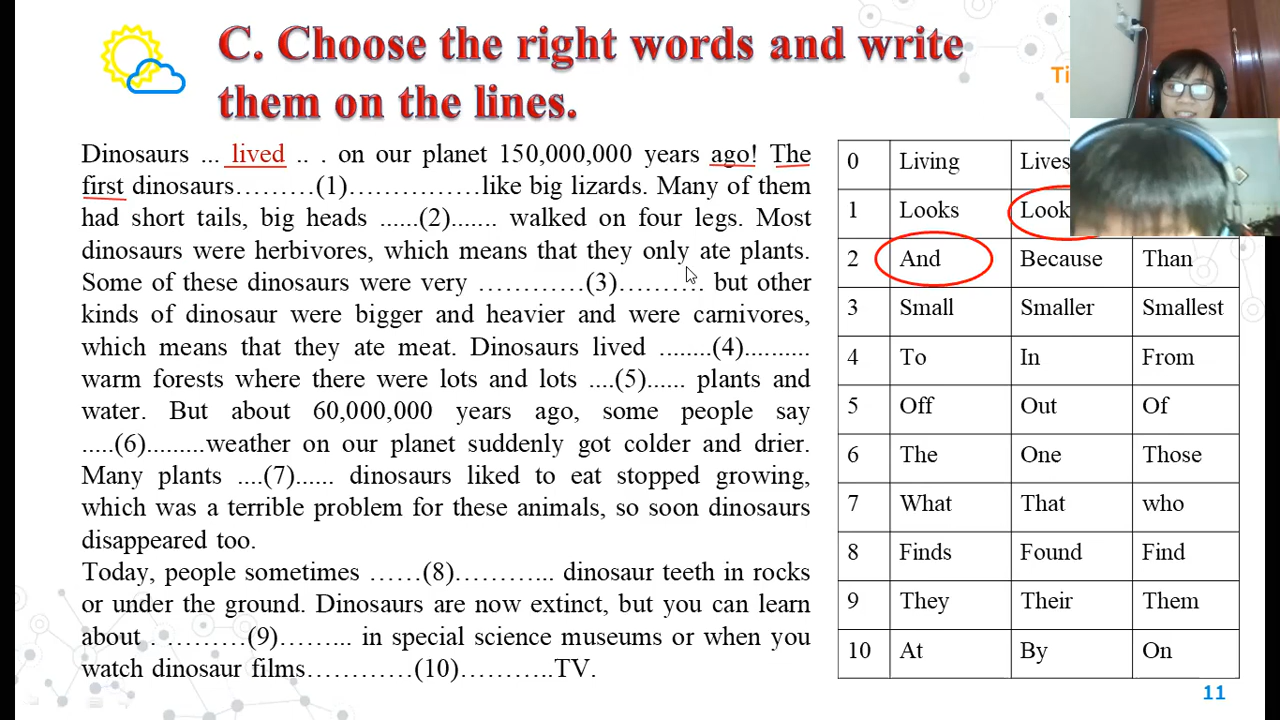 C. Choose the right words and write
Ti
them on the lines.
Dinosaurs ... lived .. . on our planet 150,000,000 years ago! The
first dinosaurs………(1)……………like big lizards. Many of them
had short tails, big heads ......(2)....... walked on four legs. Most
dinosaurs were herbivores, which means that they only ate plants.
Some of these dinosaurs were very …………(3)……… but other
kinds of dinosaur were bigger and heavier and were carnivores,
which means that they ate meat. Dinosaurs lived ........(4)..........
warm forests where there were lots and lots ....(5)...... plants and
water. But about 60,000,000 years ago, some people say
.....(6).........weather on our planet suddenly got colder and drier.
Many plants ....(7)...... dinosaurs liked to eat stopped growing,
which was a terrible problem for these animals, so soon dinosaurs
disappeared too.
Today, people sometimes ……(8)………... dinosaur teeth in rocks
or under the ground. Dinosaurs are now extinct, but you can learn
about . ………(9)……... in special science museums or when you
watch dinosaur films…………(10)………..TV.
0 Living Lives
1 Looks Look
2 And Because Than
3 Small Smaller Smallest
4 To In From
5 Off Out Of
6 The One Those
7 What That who
8 Finds Found Find
9 They Their Them
10 At By On
11